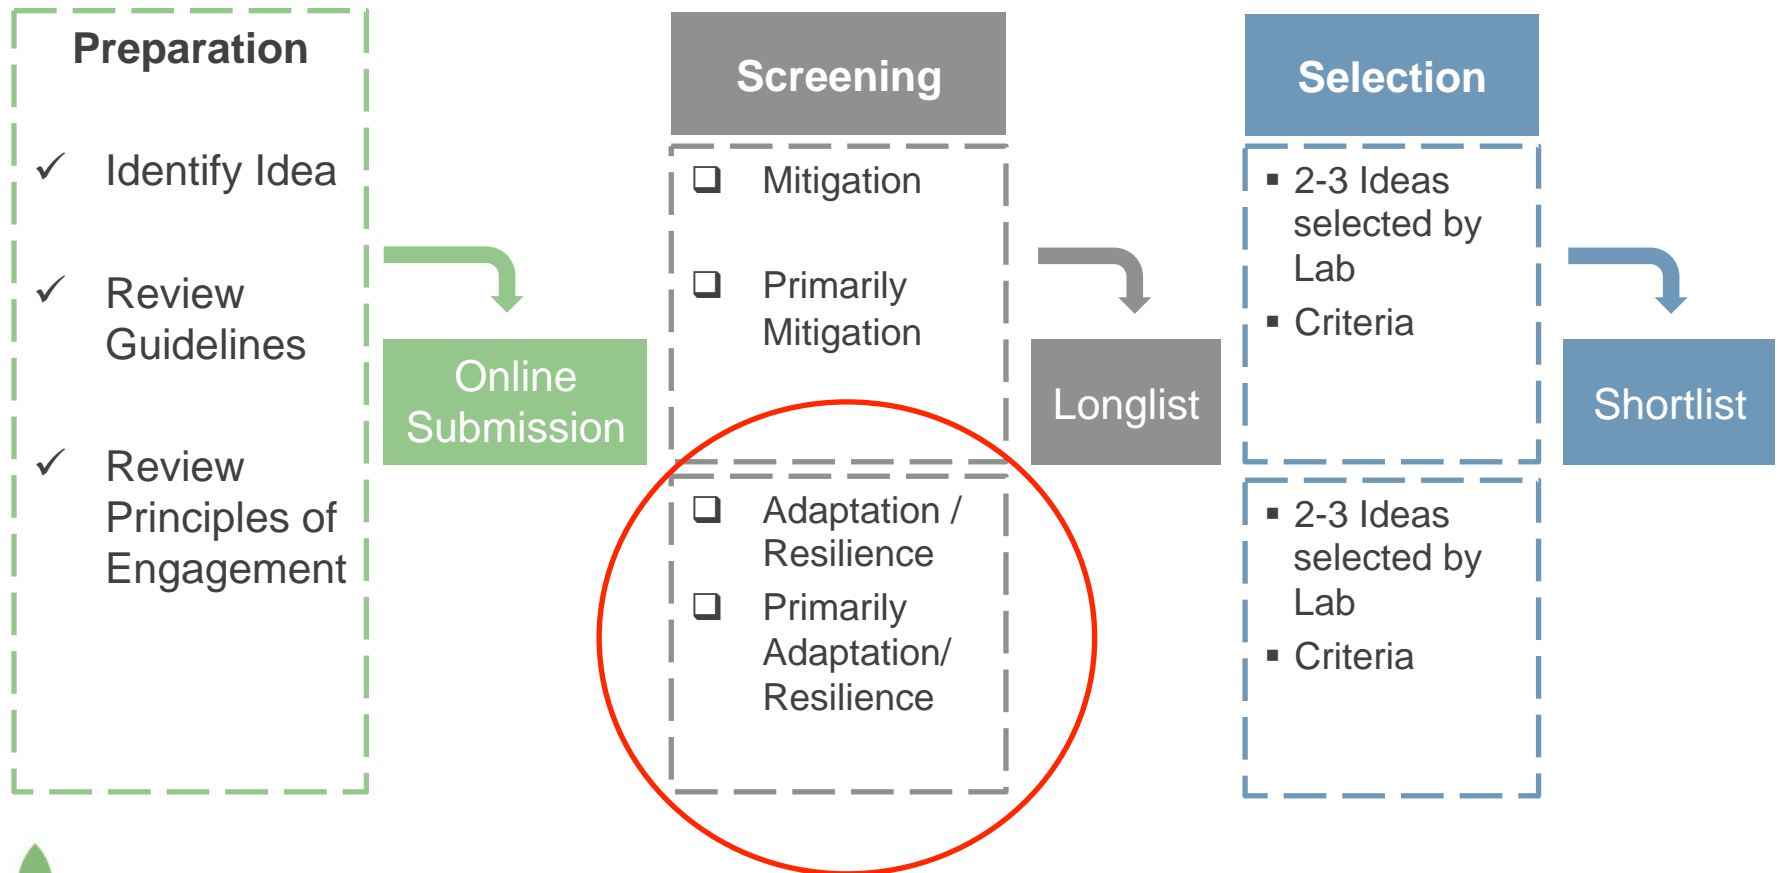 Preparation
✓ Identify Idea
✓ Review
Guidelines
✓ Review
Principles of
Engagement
Online
Submission
Screening
❑ Mitigation
❑ Primarily
Mitigation
❑ Adaptation /
Resilience
❑ Primarily
Adaptation/
Resilience
Longlist
Selection
▪ 2-3 Ideas
selected by
Lab
▪ Criteria
▪ 2-3 Ideas
selected by
Lab
▪ Criteria
Shortlist